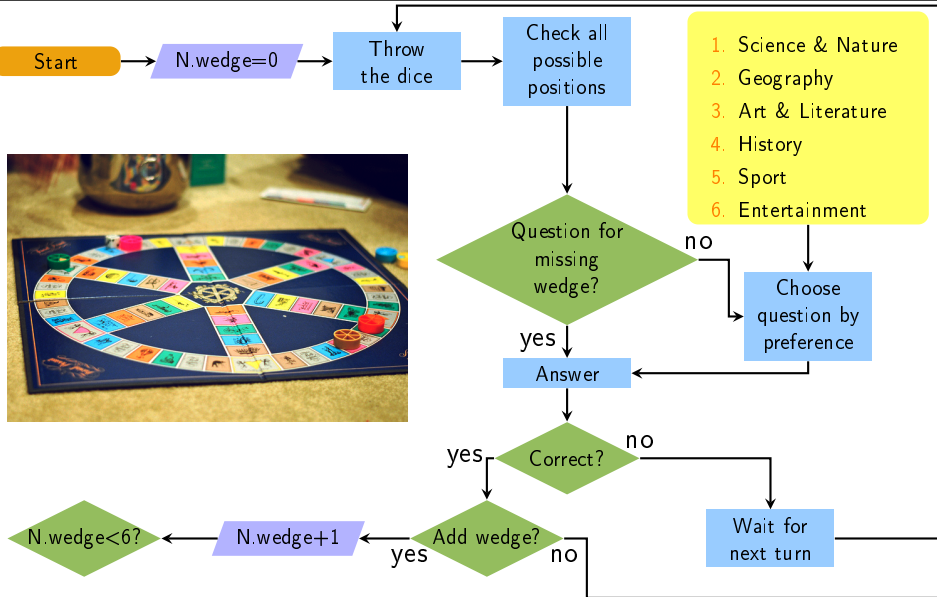 Start
N.wedge=0
Throw
the dice
Check all
possible
positions
1. Science & Nature
2. Geography
3. Art & Literature
4. History
5. Sport
6. Entertainment
Question for
missing
wedge?
no
yes
Choose
question by
preference
Answer
Correct?
yes
no
Wait for
next turn
Add wedge?
yes
no
N.wedge+1
N.wedge<6?